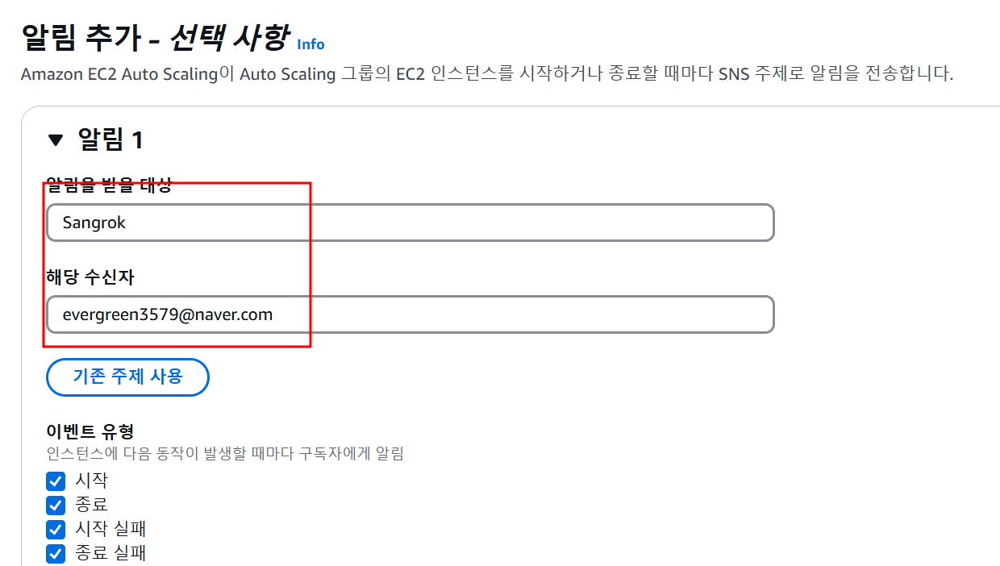 알림 추가 - 선택 사항 Info
Amazon EC2 Auto Scaling이 Auto Scaling 그룹의 EC2 인스턴스를 시작하거나 종료할 때마다 SNS 주제로 알림을 전송합니다.
▼ 알림 1
알림을 받을 대상
Sangrok
해당 수신자
evergreen3579@naver.com
기존 주제 사용
이벤트 유형
인스턴스에 다음 동작이 발생할 때마다 구독자에게 알림
시작
종료
시작 실패
종료 실패